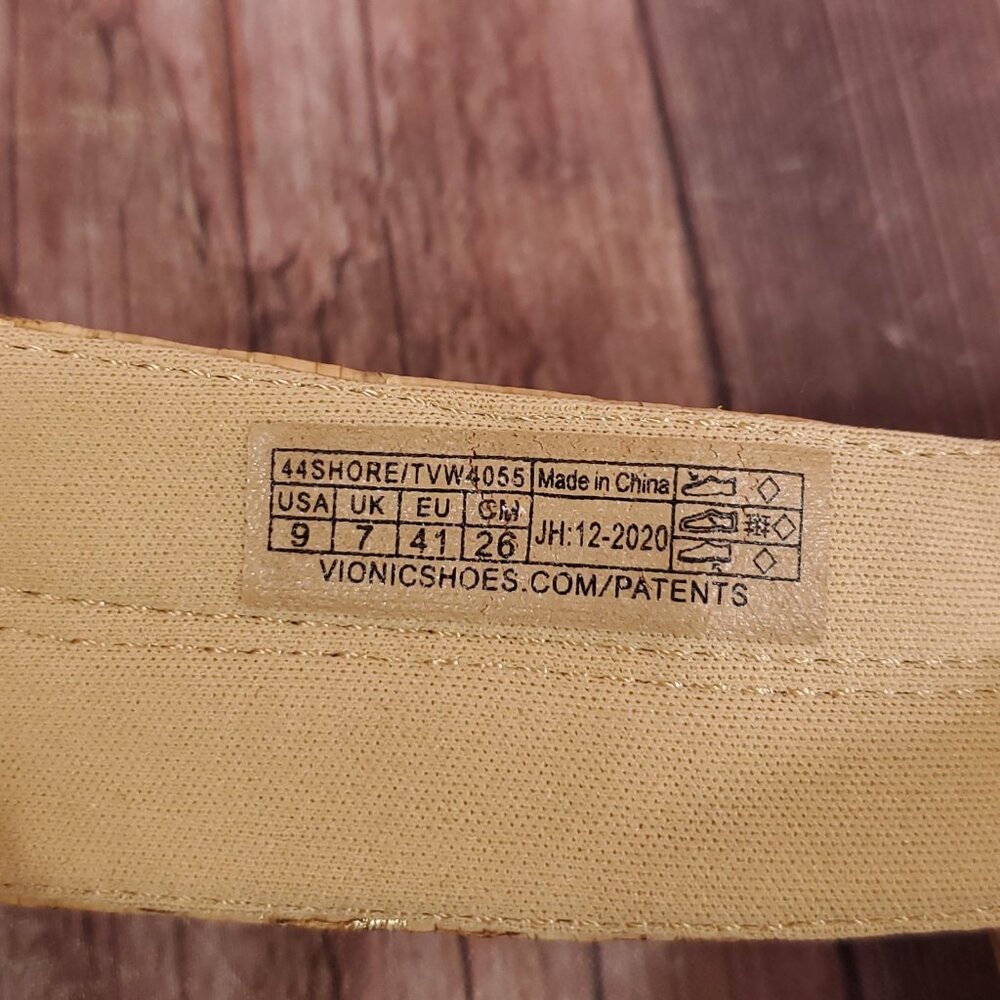 44SHORE/TVW4055 Made in China
USA UK EU CM
9 7 41 26 JH:12-2020
VIONICSHOES.COM/PATENTS